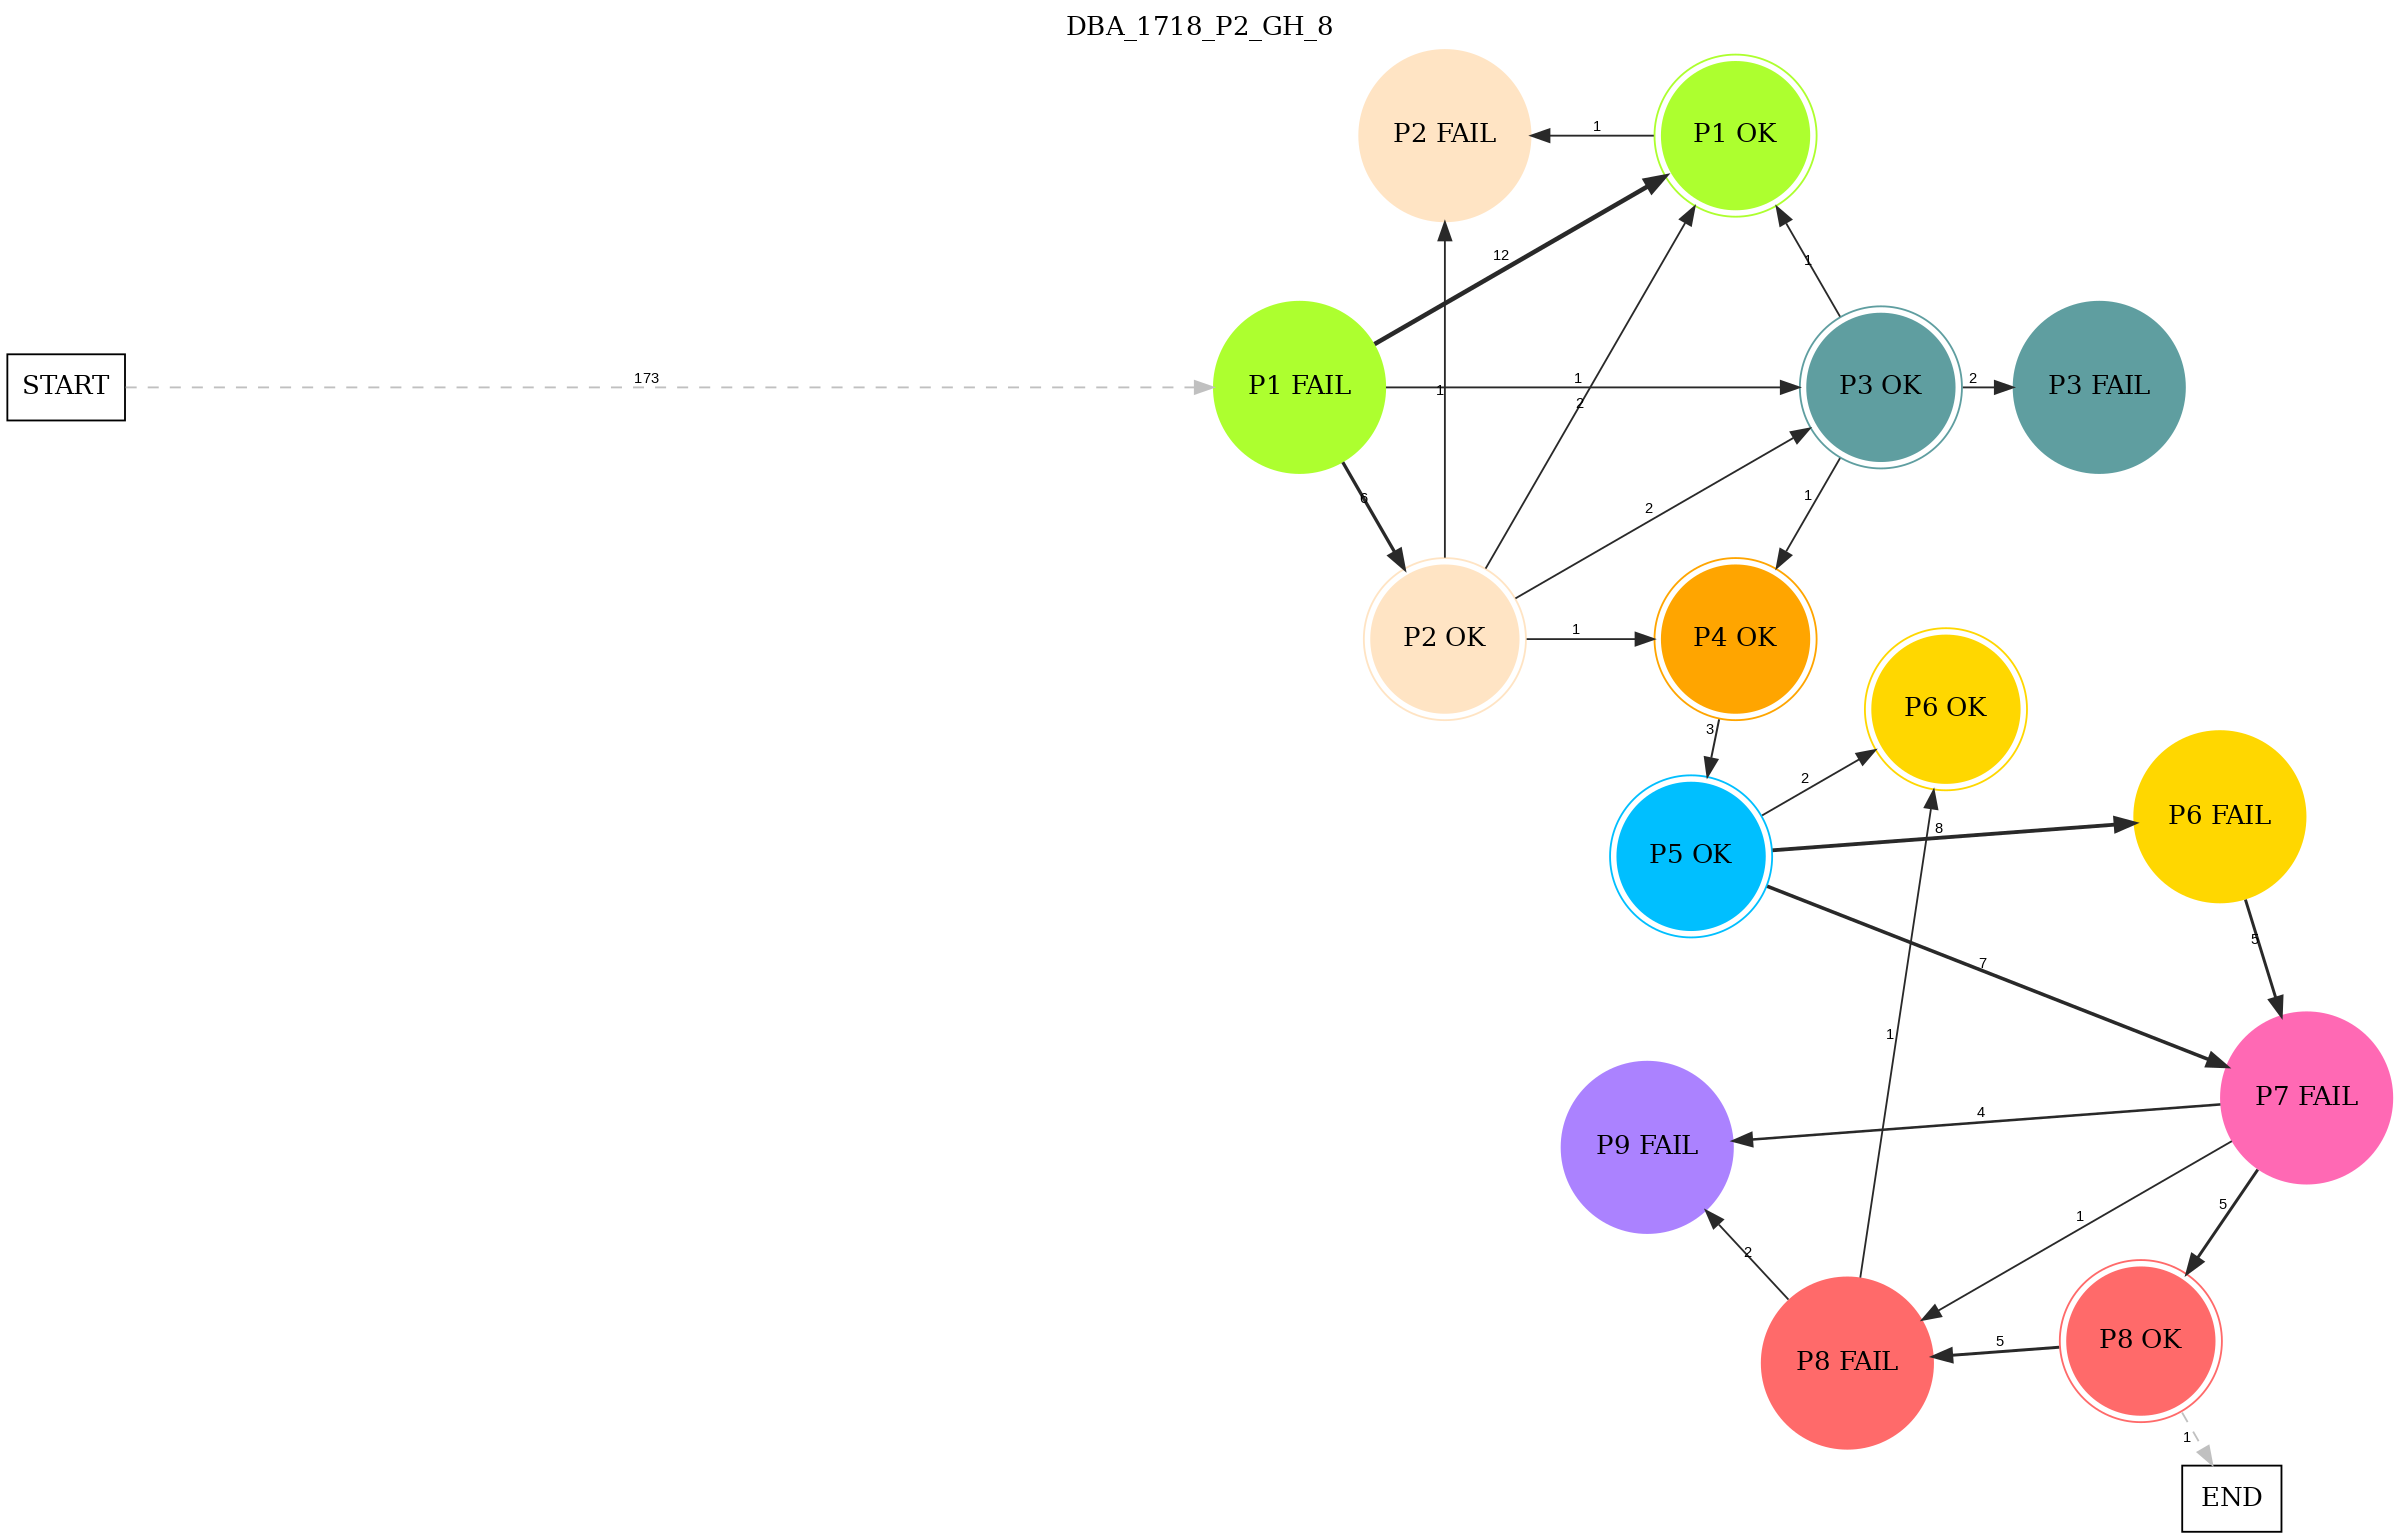 DBA_1718_P2_GH_8
P2 FAIL
1
P1 OK
12
1
START
173
P1 FAIL
1
1
2
P3 OK
2
P3 FAIL
6
2
1
P2 OK
1
P4 OK
3
P6 OK
2
P5 OK
8
P6 FAIL
5
7
1
P7 FAIL
4
P9 FAIL
5
1
2
P8 FAIL
5
P8 OK
1
END